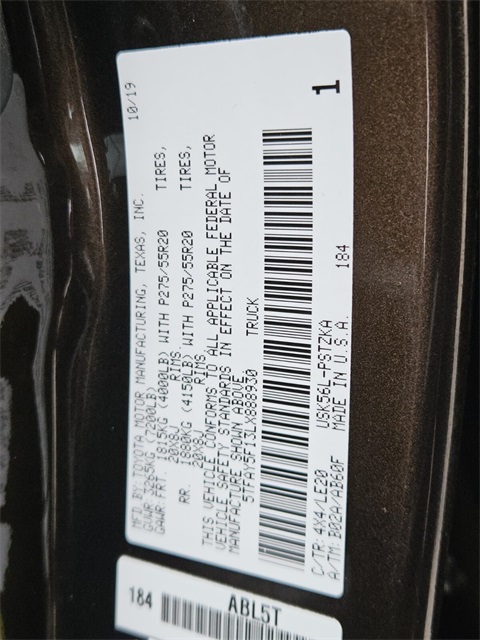 MFD BY: TOYOTA MOTOR MANUFACTURING, TEXAS, INC. 10/19
GVWR 3265KG (7200LB)
GAWR FRT. 1815KG (4000LB) WITH P275/55R20 TIRES,
20X8J RIMS.
RR. 1880KG (4150LB) WITH P275/55R20 TIRES,
20X8J RIMS.
THIS VEHICLE CONFORMS TO ALL APPLICABLE FEDERAL MOTOR
VEHICLE SAFETY STANDARDS IN EFFECT ON THE DATE OF
MANUFACTURE SHOWN ABOVE.
5TFAY5F13LX888930 TRUCK
1
C/TR: 4X4/LE20 USK56L-PSTZKA 184
A/TM: B02A/AB60F MADE IN U.S.A.
184 ABL5T